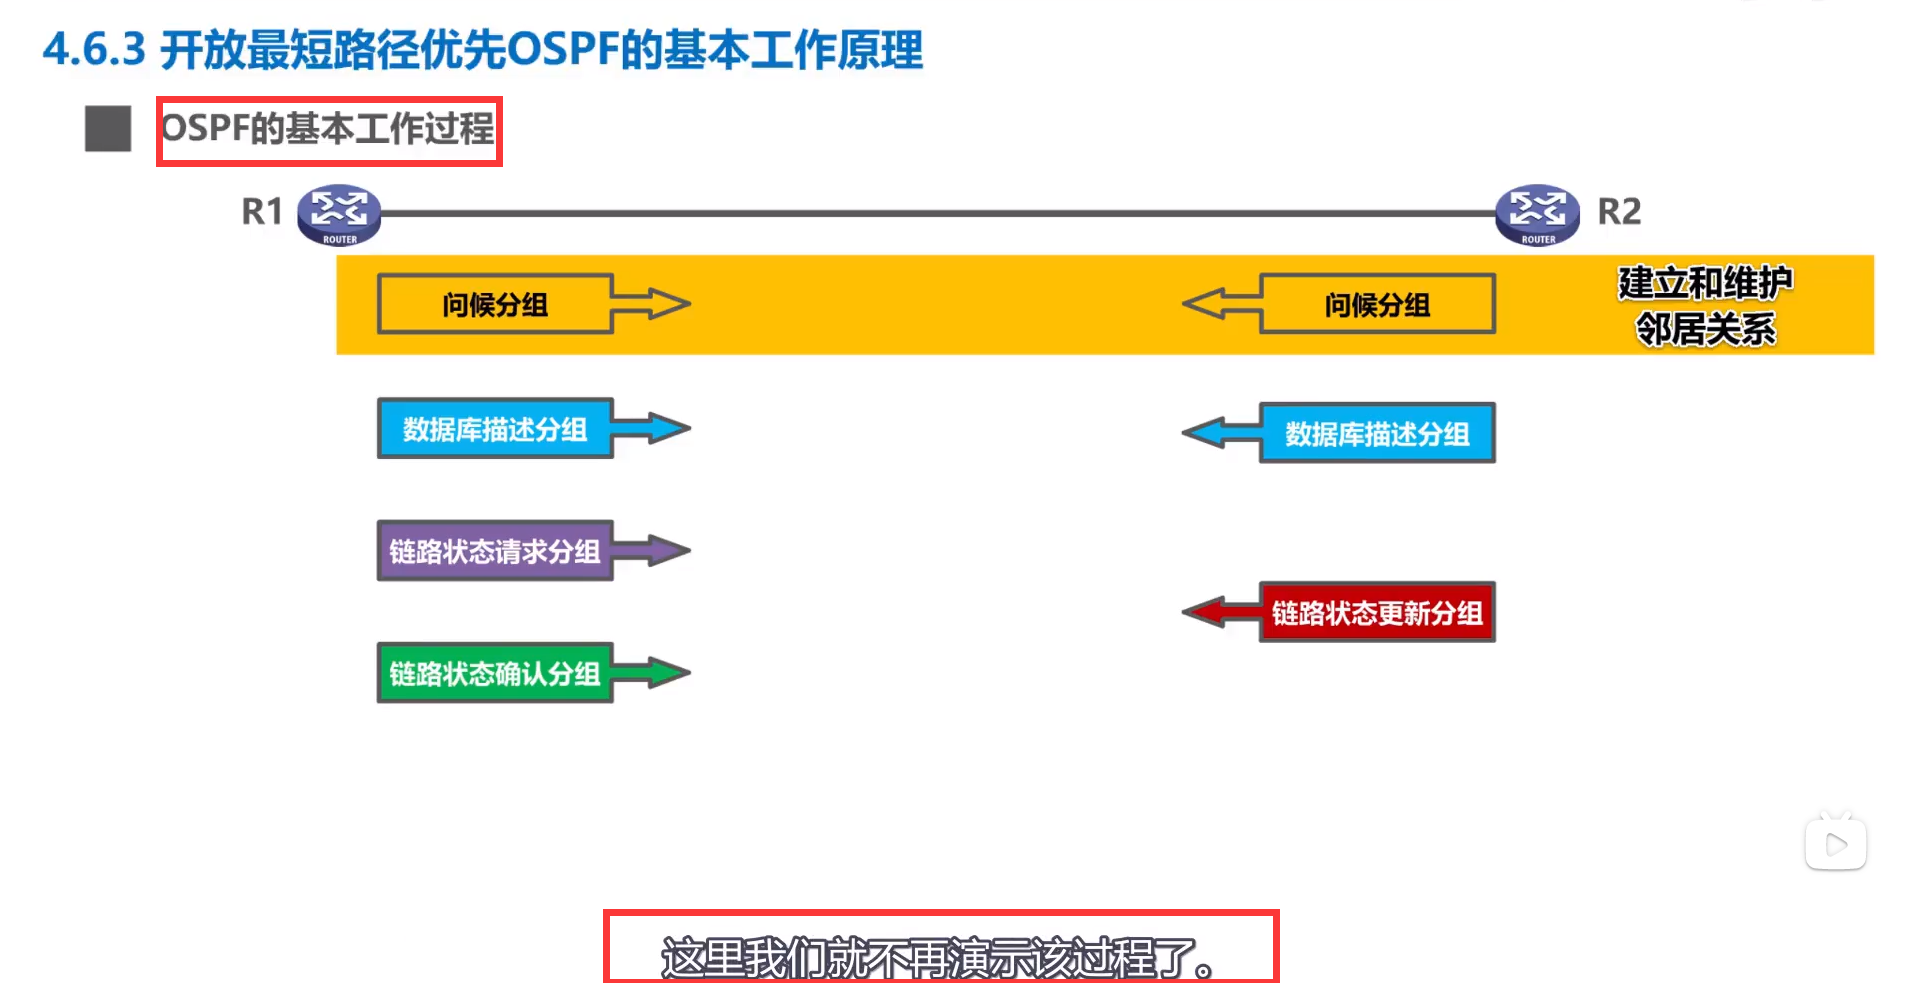 4.6.3 开放最短路径优先OSPF的基本工作原理
OSPF的基本工作过程
R1
ROUTER
ROUTER
R2
问候分组
问候分组
建立和维护
邻居关系
数据库描述分组
数据库描述分组
链路状态请求分组
链路状态更新分组
链路状态确认分组
这里我们就不再演示该过程了。